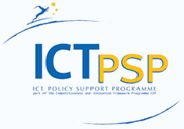 ICT PSP
ICT POLICY SUPPORT PROGRAMME
part of the Competitiveness and Innovation Framework Programme CIP